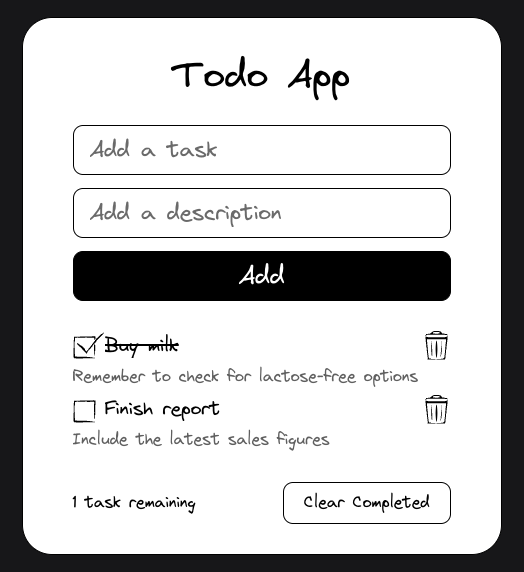 Todo App
Add a task
Add a description
Add
Buy milk
Remember to check for lactose-free options
Finish report
Include the latest sales figures
1 task remaining
Clear Completed